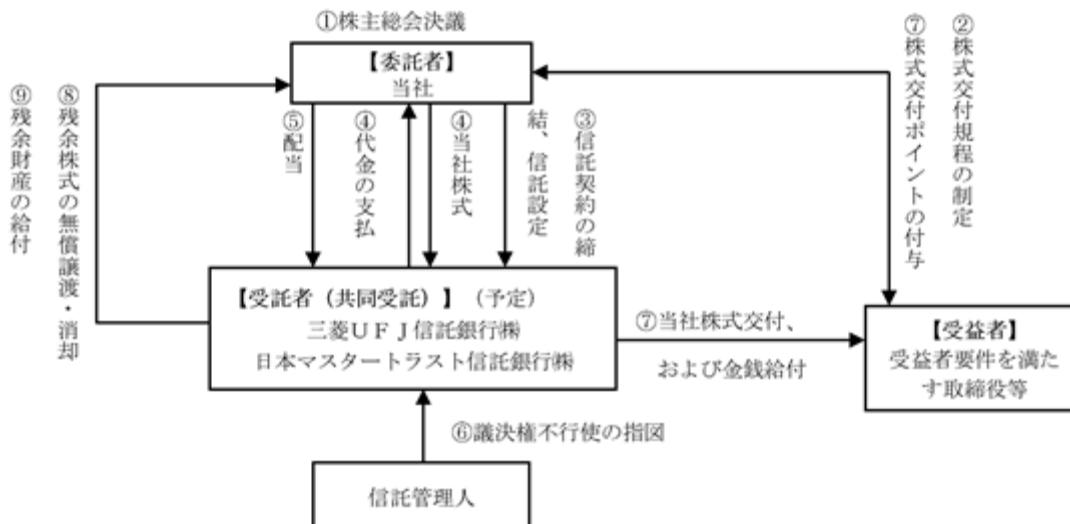 ①株主総会決議
【委託者】
当社
⑨残余財産の給付
⑧残余株式の無償譲渡・消却
⑤配当
④代金の支払
④当社株式
③信託契約の締
結、信託設定
②株式交付規程の制定
⑦株式交付ポイントの付与
【受託者（共同受託）】（予定）
三菱ＵＦＪ信託銀行㈱
日本マスタートラスト信託銀行㈱
⑦当社株式交付、
および金銭給付
【受益者】
受益者要件を満た
す取締役等
⑥議決権不行使の指図
信託管理人